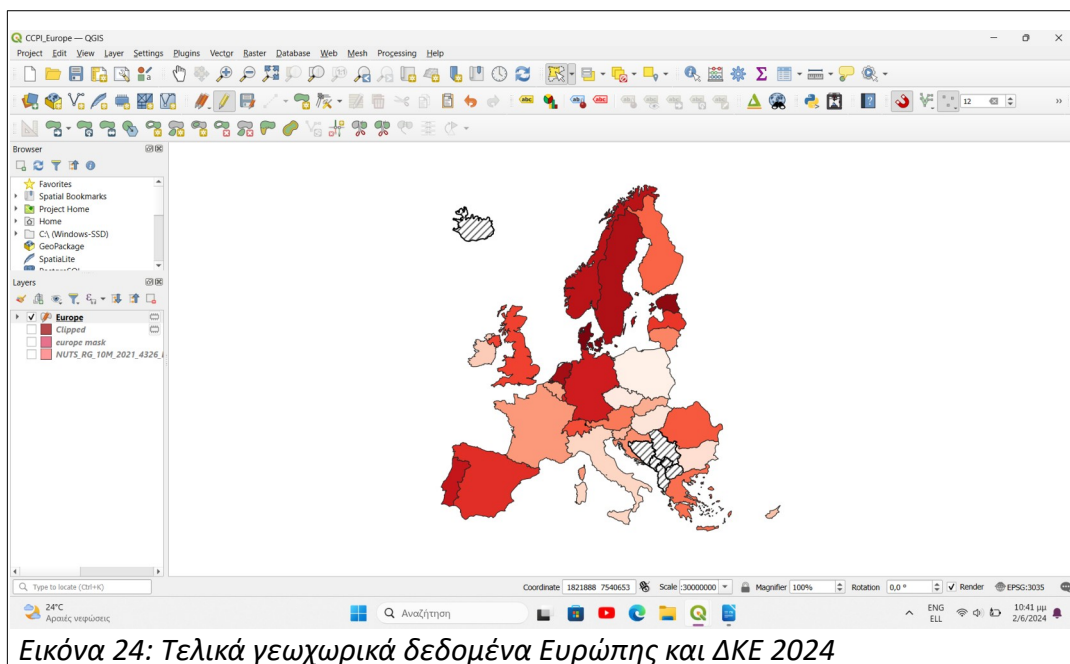 CCPI_Europe — QGIS
Project Edit View Layer Settings Plugins Vector Raster Database Web Mesh Processing Help
12
Browser
Favorites
Spatial Bookmarks
Project Home
Home
C:\ (Windows-SSD)
GeoPackage
SpatiaLite
Layers
Europe
Clipped
europe mask
NUTS_RG_10M_2021_4326_
Type to locate (Ctrl+K)
Coordinate 1821888 7540653 Scale :30000000 Magnifier 100% Rotation 0,0 ° Render EPSG:3035
24°C
Αραιές νεφώσεις
Αναζήτηση
ENG
ELL
10:41 μμ
2/6/2024
Εικόνα 24: Τελικά γεωχωρικά δεδομένα Ευρώπης και ΔΚΕ 2024